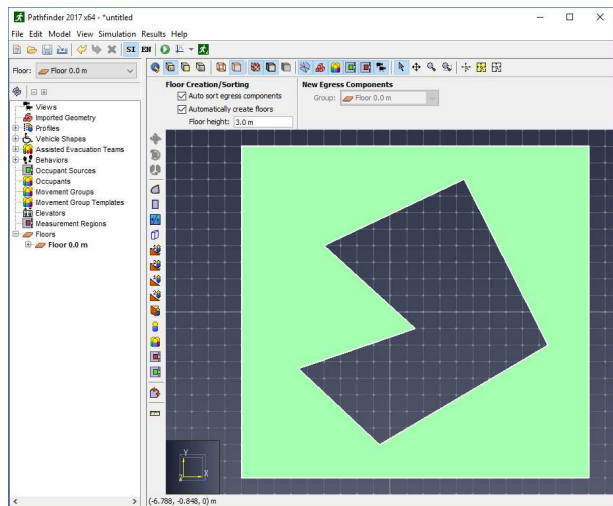 Pathfinder 2017 x64 - *untitled
File Edit Model View Simulation Results Help
SI EN
Floor: Floor 0.0 m
Floor Creation/Sorting
Auto sort egress components
Automatically create floors
Floor height: 3.0 m
New Egress Components
Group: Floor 0.0 m
Views
Imported Geometry
Profiles
Vehicle Shapes
Assisted Evacuation Teams
Behaviors
Occupant Sources
Occupants
Movement Groups
Movement Group Templates
Elevators
Measurement Regions
Floors
Floor 0.0 m
Y
Z X
(-6.788, -0.848, 0) m